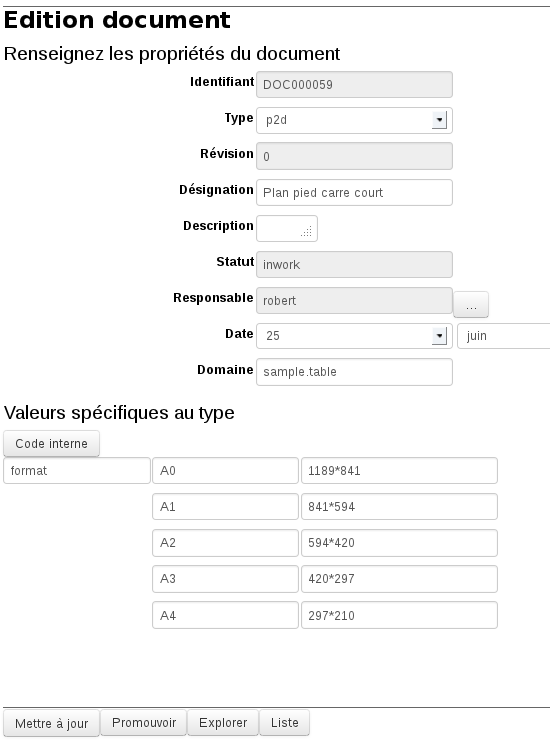 Edition document
Renseignez les propriétés du document
Identifiant DOC000059
Type p2d
Révision 0
Désignation Plan pied carre court
Description
Statut inwork
Responsable robert ...
Date 25 juin
Domaine sample.table
Valeurs spécifiques au type
Code interne
format A0 1189*841
A1 841*594
A2 594*420
A3 420*297
A4 297*210
Mettre à jour Promouvoir Explorer Liste